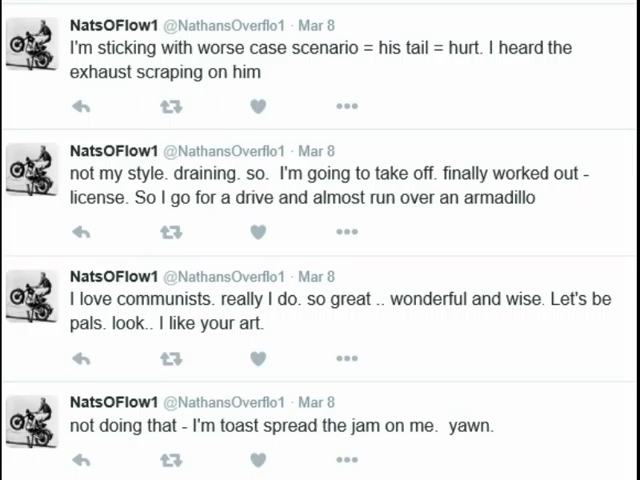 NatsOFlow1 @NathansOverflo1 · Mar 8
I'm sticking with worse case scenario = his tail = hurt. I heard the
exhaust scraping on him
NatsOFlow1 @NathansOverflo1 · Mar 8
not my style. draining. so.  I'm going to take off. finally worked out -
license. So I go for a drive and almost run over an armadillo
NatsOFlow1 @NathansOverflo1 · Mar 8
I love communists. really I do. so great .. wonderful and wise. Let's be
pals. look.. I like your art.
NatsOFlow1 @NathansOverflo1 · Mar 8
not doing that - I'm toast spread the jam on me.  yawn.